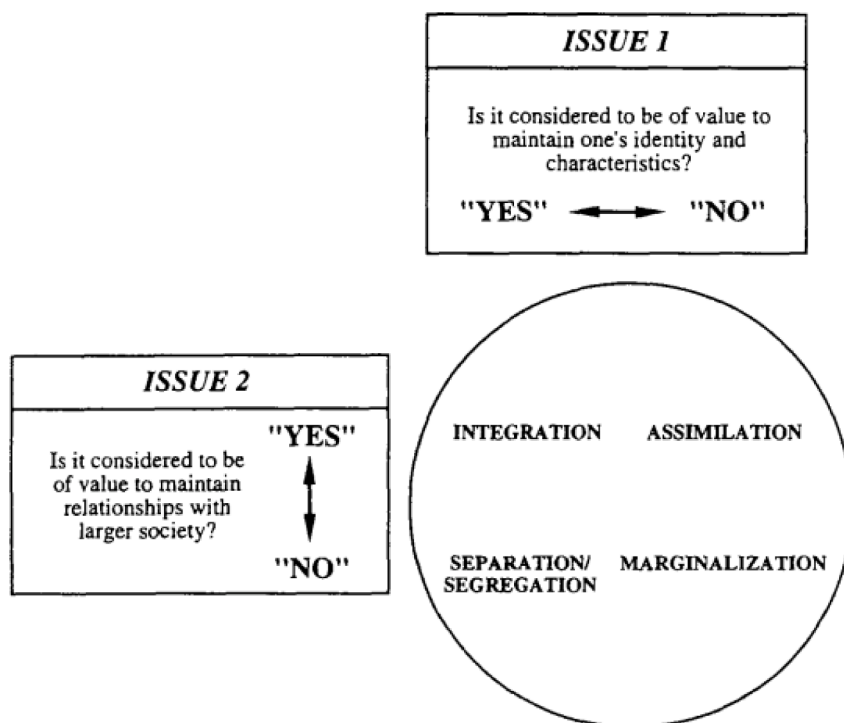 ISSUE 1
Is it considered to be of value to
maintain one's identity and
characteristics?
"YES" "NO"
ISSUE 2
Is it considered to be
of value to maintain
relationships with
larger society?
"YES"
"NO"
INTEGRATION ASSIMILATION
SEPARATION/ MARGINALIZATION
SEGREGATION